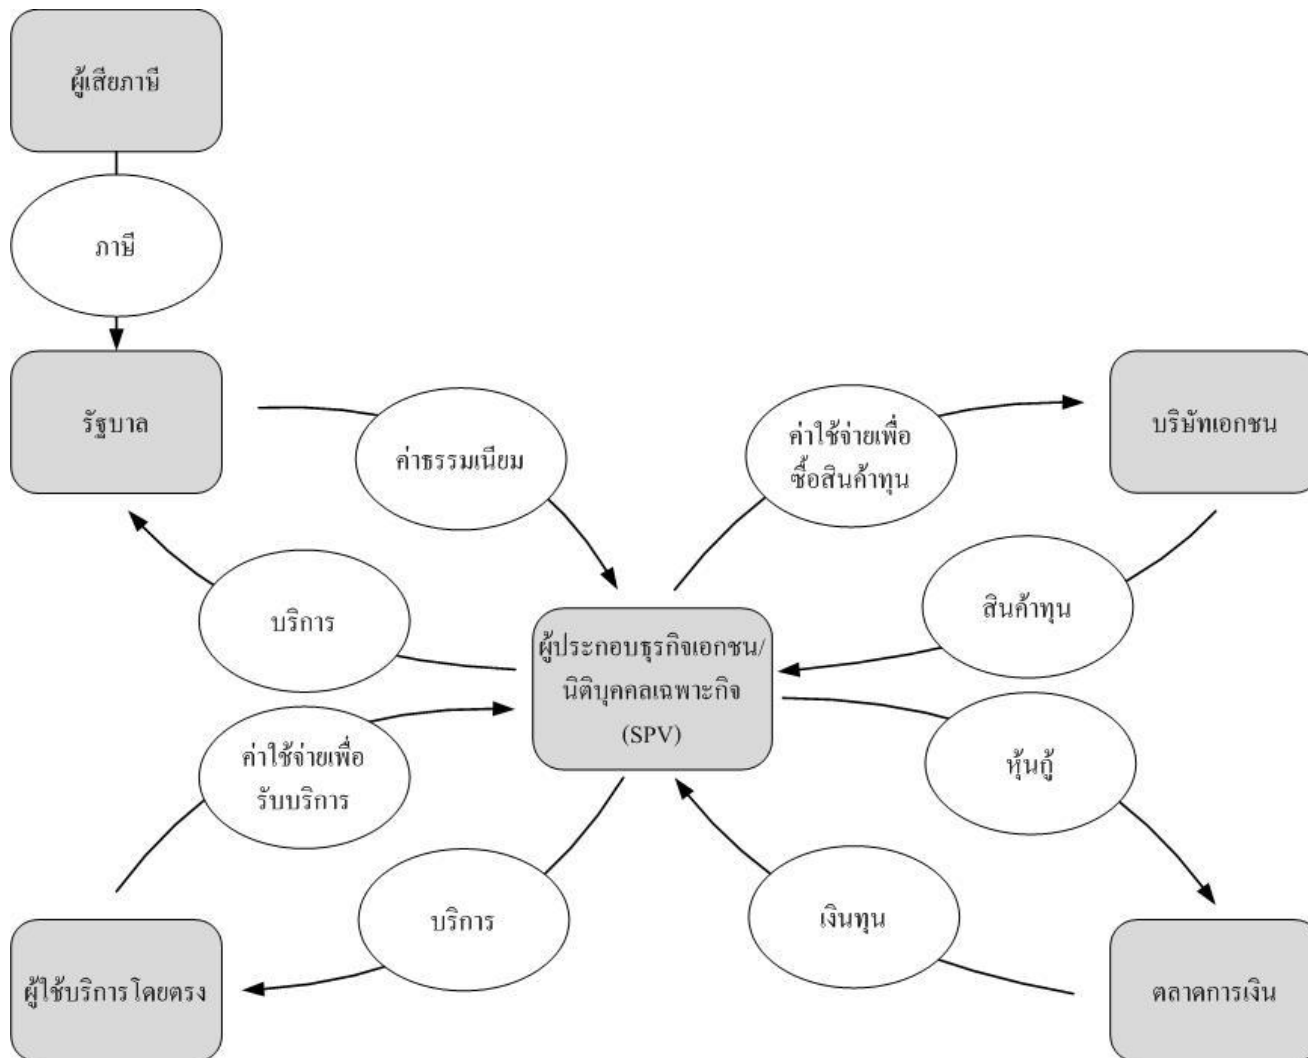 ผู้เสียภาษี
ภาษี
รัฐบาล
ค่าธรรมเนียม
ค่าใช้จ่ายเพื่อ
ซื้อสินค้าทุน
บริษัทเอกชน
บริการ
สินค้าทุน
ผู้ประกอบธุรกิจเอกชน/
นิติบุคคลเฉพาะกิจ
(SPV)
ค่าใช้จ่ายเพื่อ
รับบริการ
หุ้นกู้
บริการ
เงินทุน
ผู้ใช้บริการโดยตรง
ตลาดการเงิน